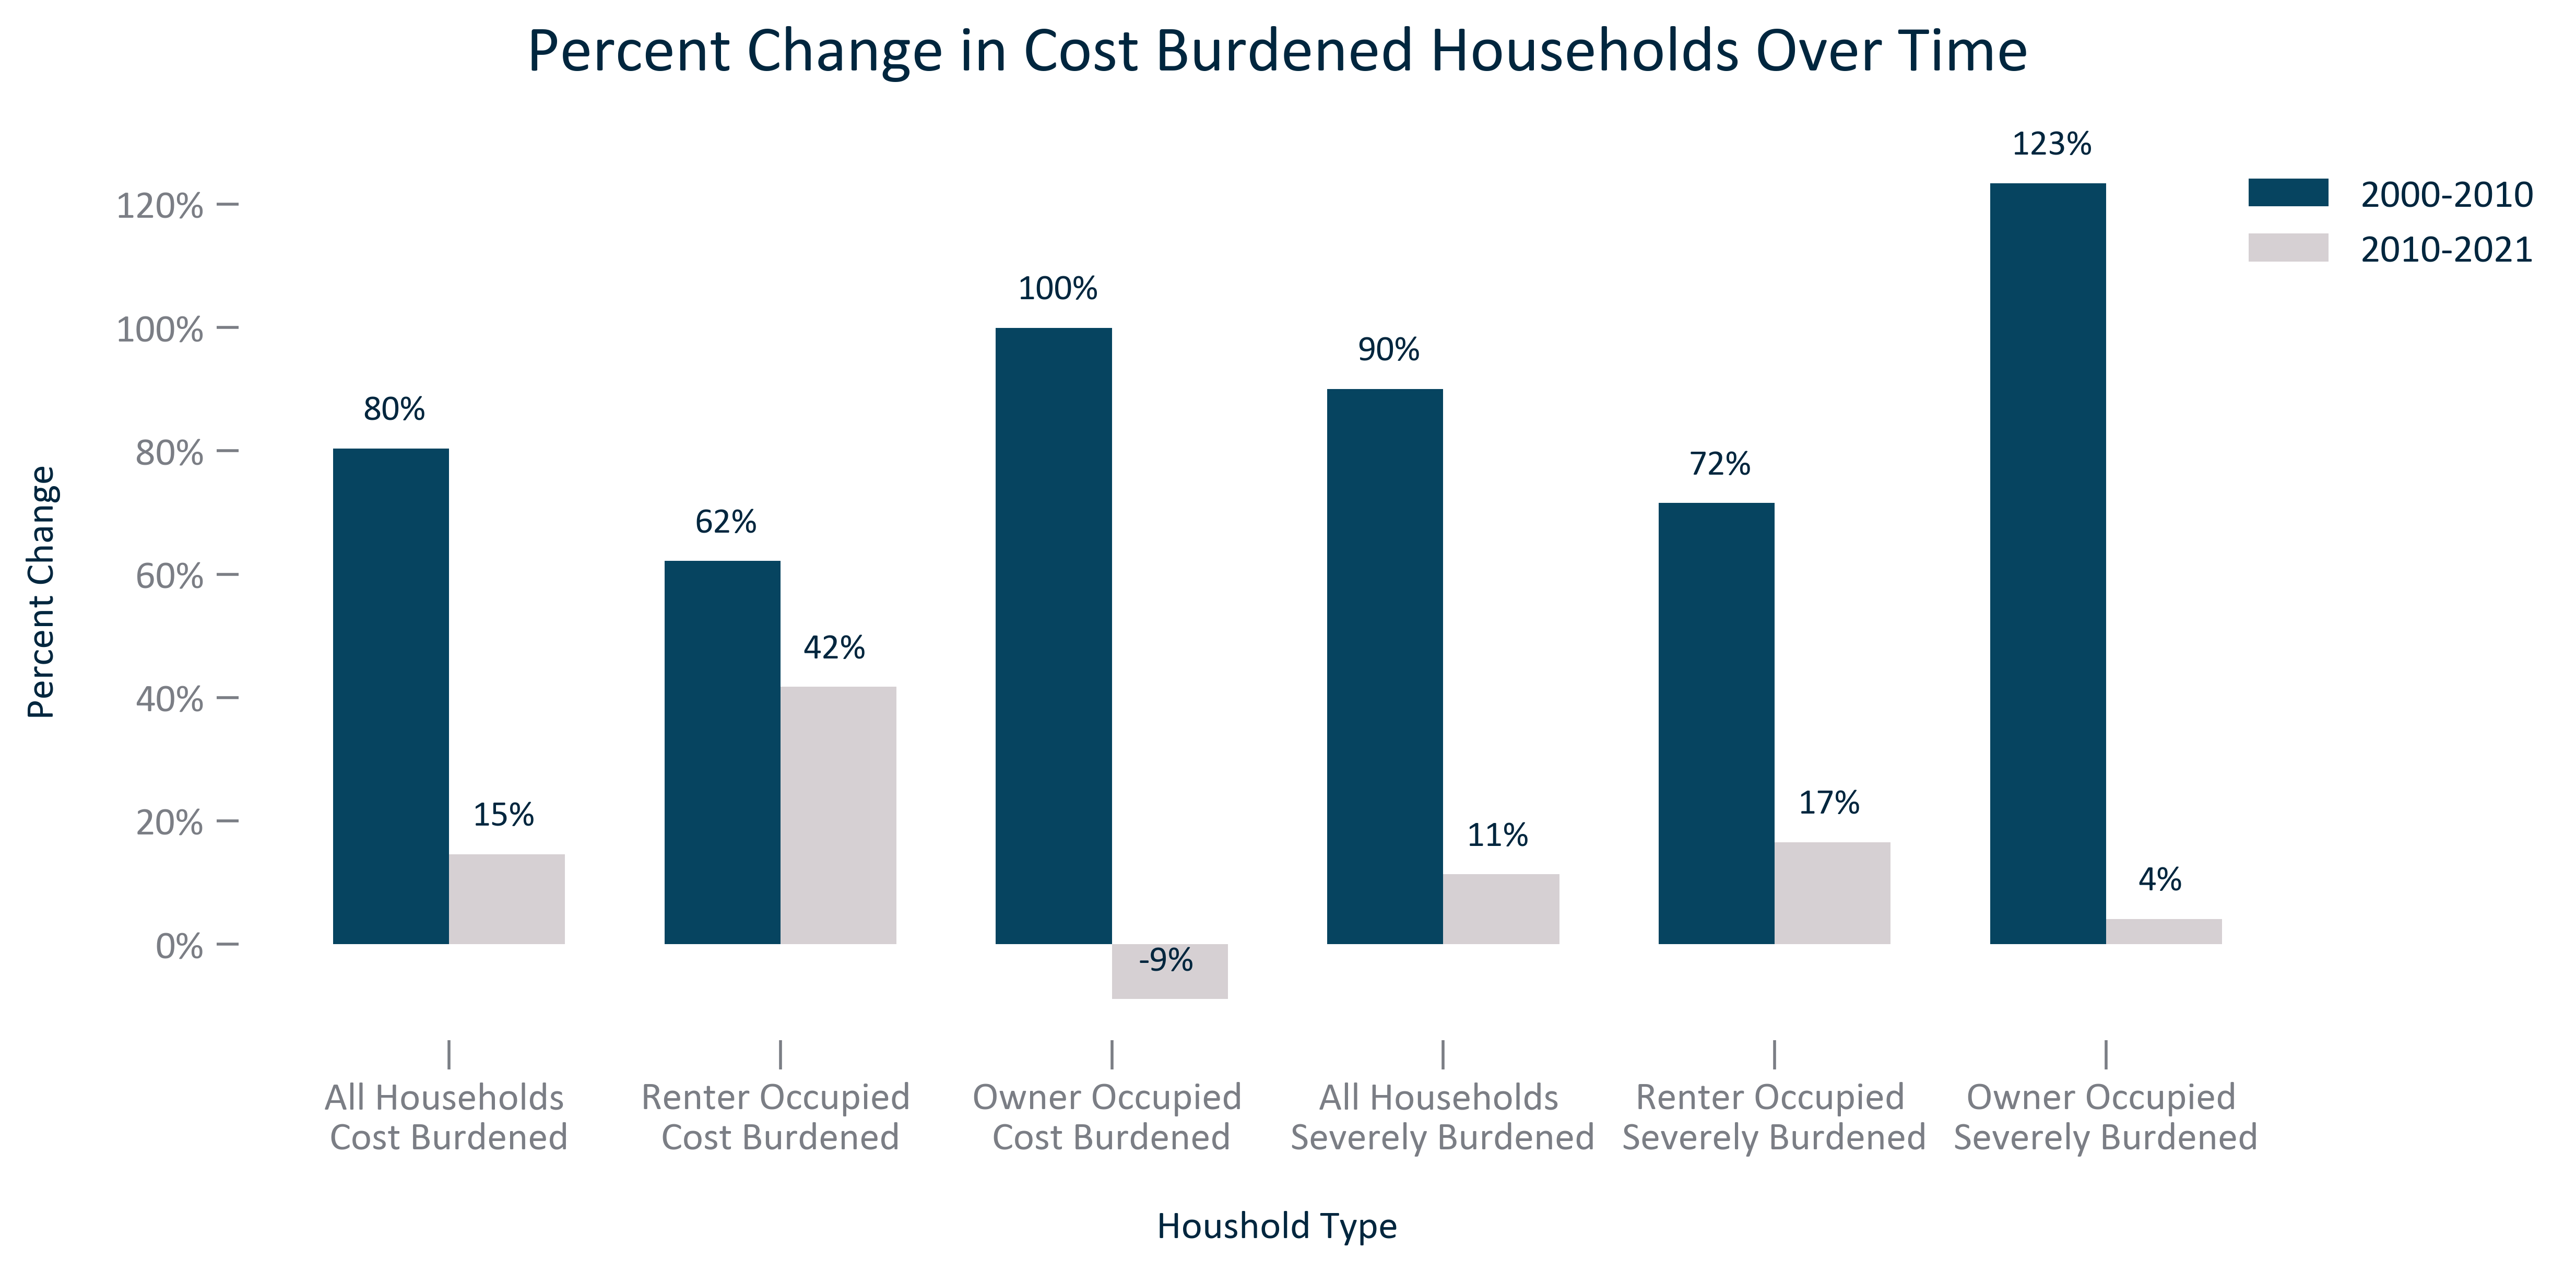 Percent Change in Cost Burdened Households Over Time
123%
2000-2010
2010-2021
120%
100%
80%
60%
40%
20%
0%
Percent Change
80%
15%
62%
42%
100%
-9%
90%
11%
72%
17%
4%
All Households
Cost Burdened
Renter Occupied
Cost Burdened
Owner Occupied
Cost Burdened
All Households
Severely Burdened
Renter Occupied
Severely Burdened
Owner Occupied
Severely Burdened
Houshold Type